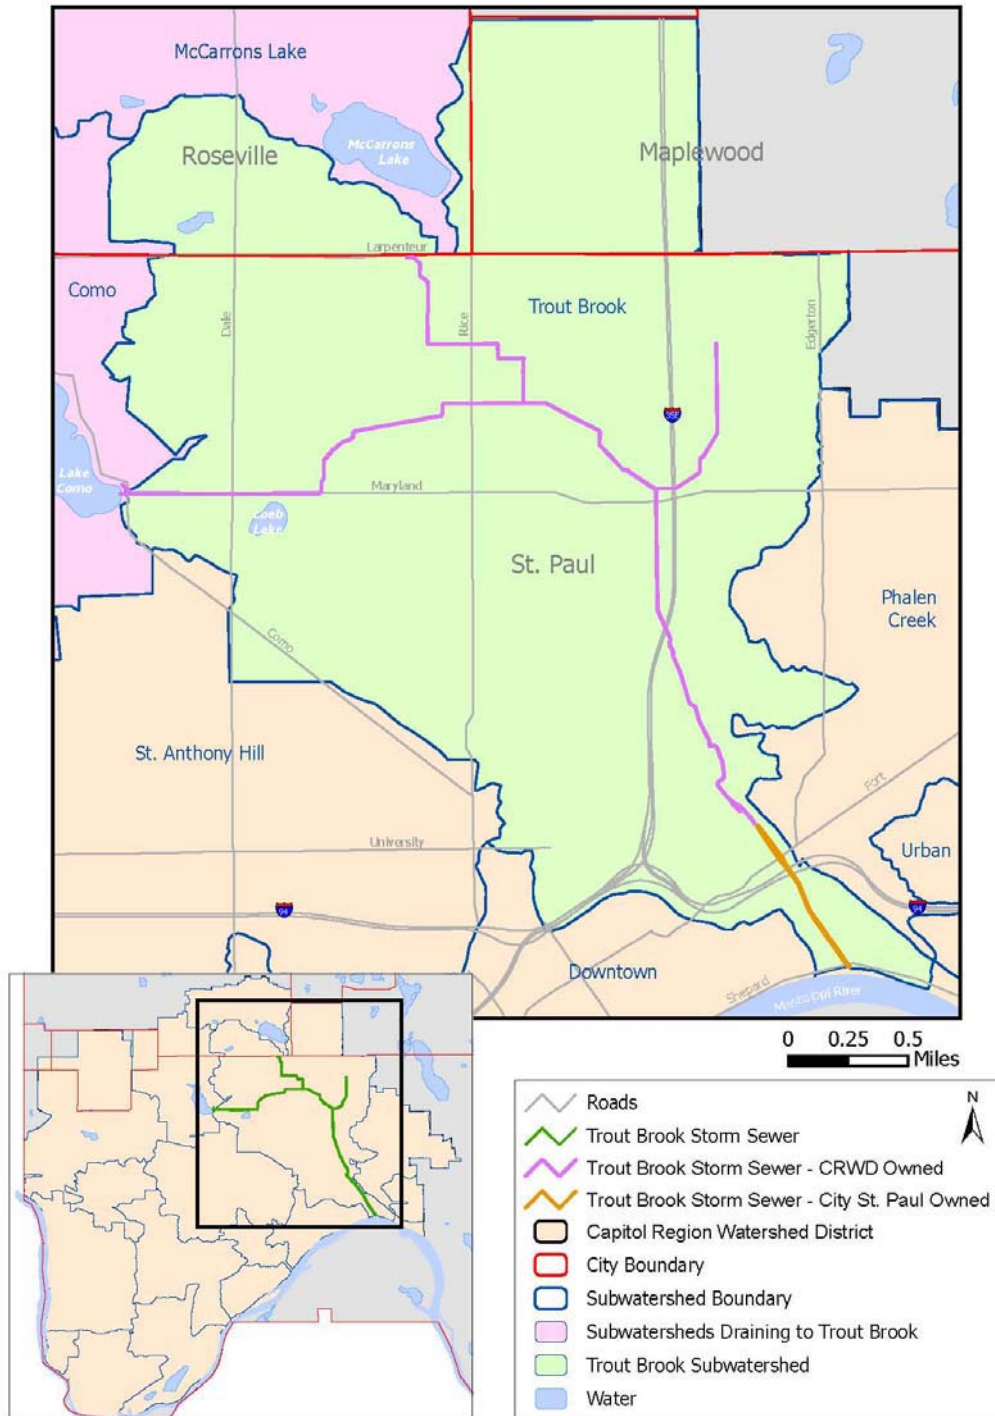 McCarrons Lake
McCarrons
Lake
Roseville
Maplewood
Larpenteur
Como
Trout Brook
Dale
Rice
Edgerton
35E
Lake
Como
Maryland
Loeb
Lake
St. Paul
Phalen
Creek
Como
St. Anthony Hill
Fort
University
Urban
94
94
Downtown
Shepard
Mississippi River
0 0.25 0.5
Miles
N
Roads
Trout Brook Storm Sewer
Trout Brook Storm Sewer - CRWD Owned
Trout Brook Storm Sewer - City St. Paul Owned
Capitol Region Watershed District
City Boundary
Subwatershed Boundary
Subwatersheds Draining to Trout Brook
Trout Brook Subwatershed
Water